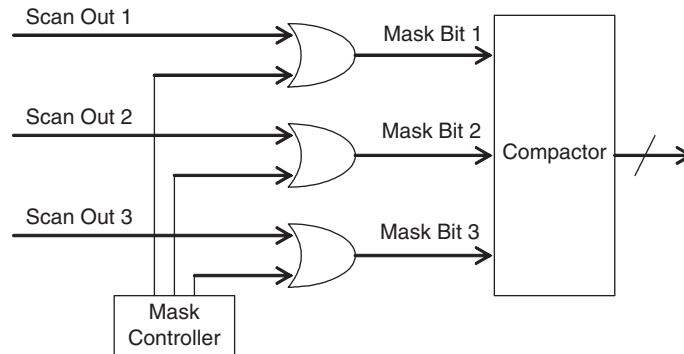 Scan Out 1
Mask Bit 1
Scan Out 2
Mask Bit 2
Compactor
Scan Out 3
Mask Bit 3
Mask
Controller